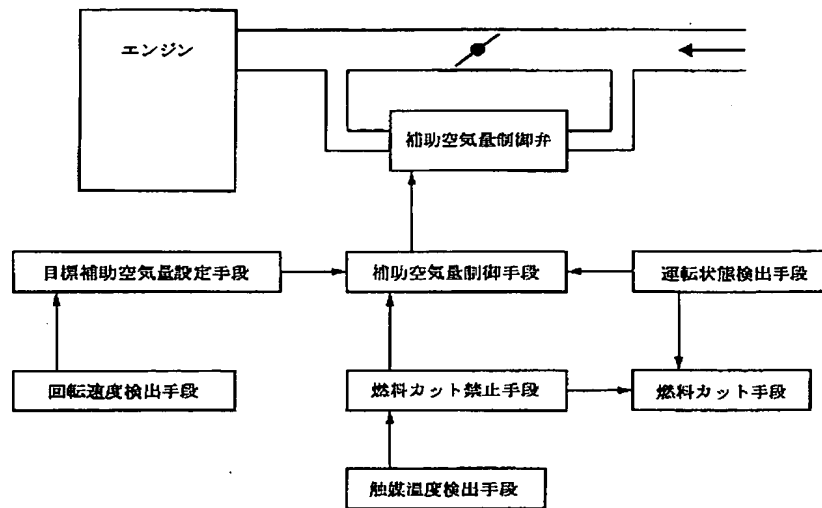 エンジン
補助空気量制御弁
目標補助空気量設定手段
補助空気量制御手段
運転状態検出手段
回転速度検出手段
燃料カット禁止手段
燃料カット手段
触媒温度検出手段